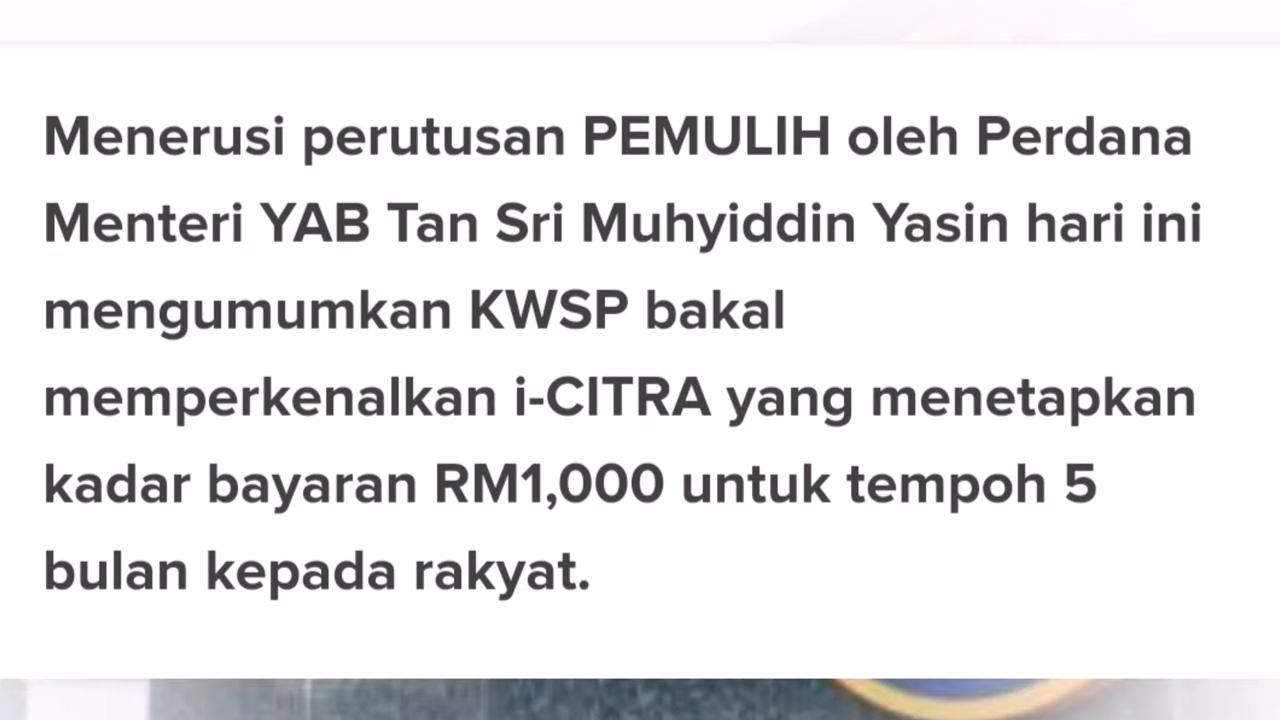 Menerusi perutusan PEMULIH oleh Perdana
Menteri YAB Tan Sri Muhyiddin Yasin hari ini
mengumumkan KWSP bakal
memperkenalkan i-CITRA yang menetapkan
kadar bayaran RM1,000 untuk tempoh 5
bulan kepada rakyat.